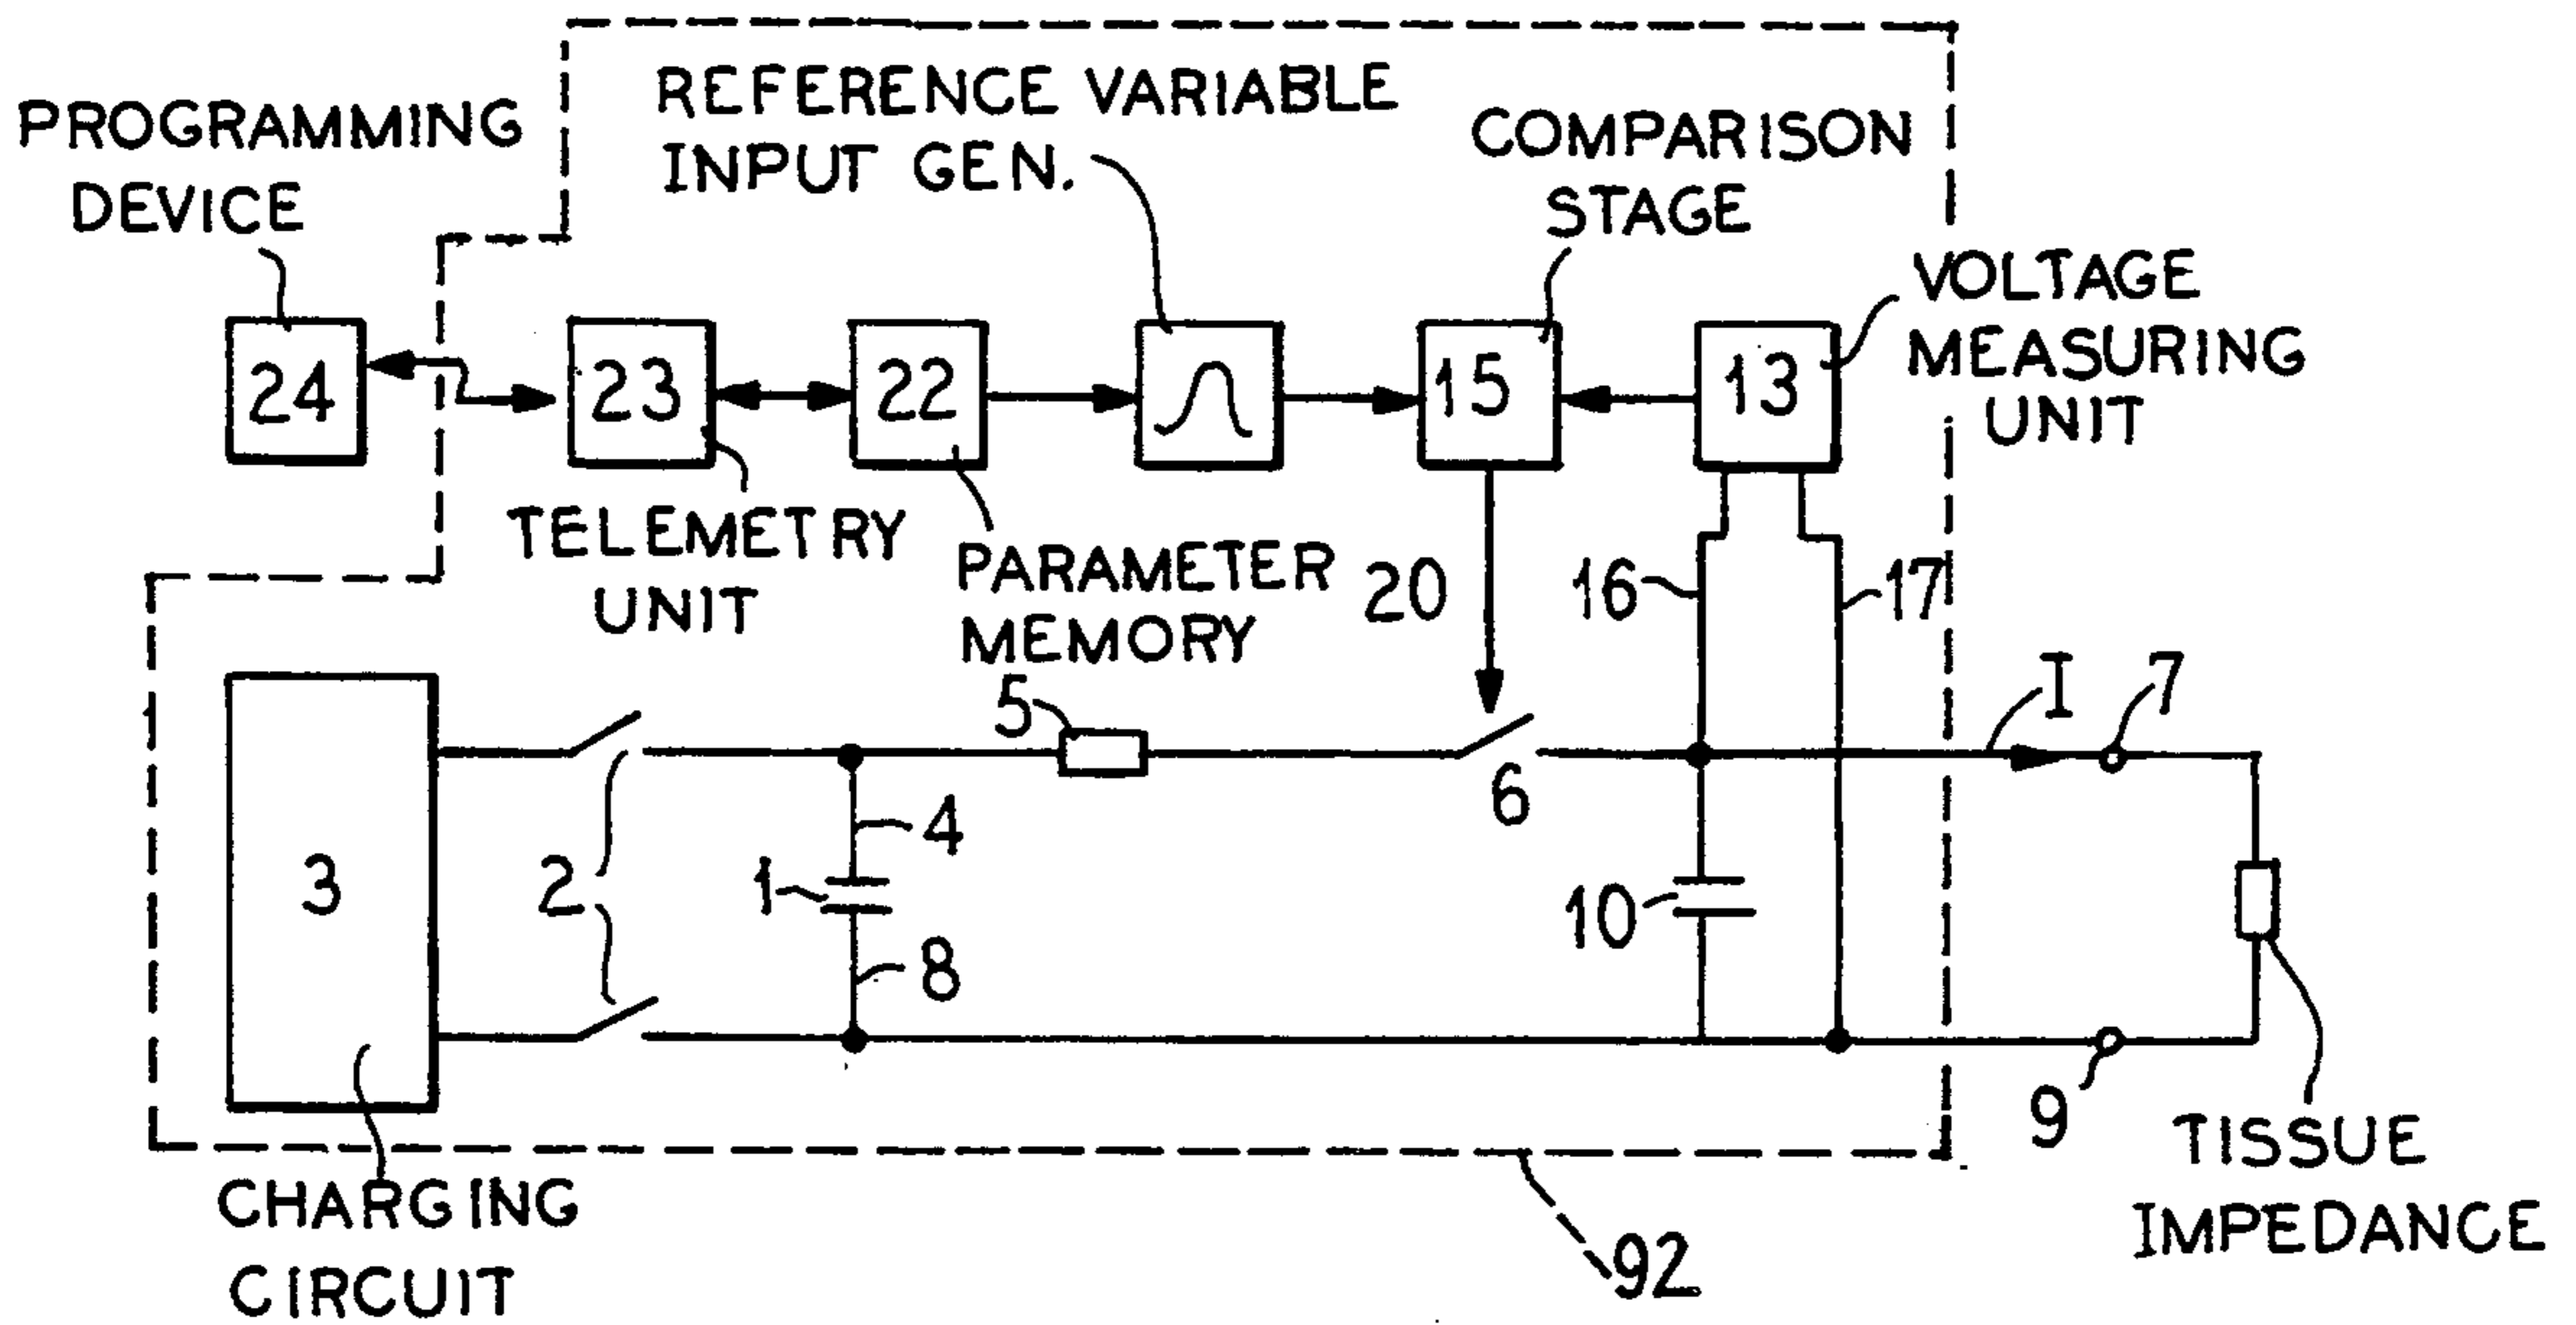 REFERENCE VARIABLE
INPUT GEN.
PROGRAMMING
DEVICE
COMPARISON
STAGE
VOLTAGE
MEASURING
UNIT
24
23
22
15
13
TELEMETRY
UNIT
PARAMETER
MEMORY
20
16
17
I
7
5
6
4
3
2
1
10
8
9
TISSUE
IMPEDANCE
CHARGING
CIRCUIT
92